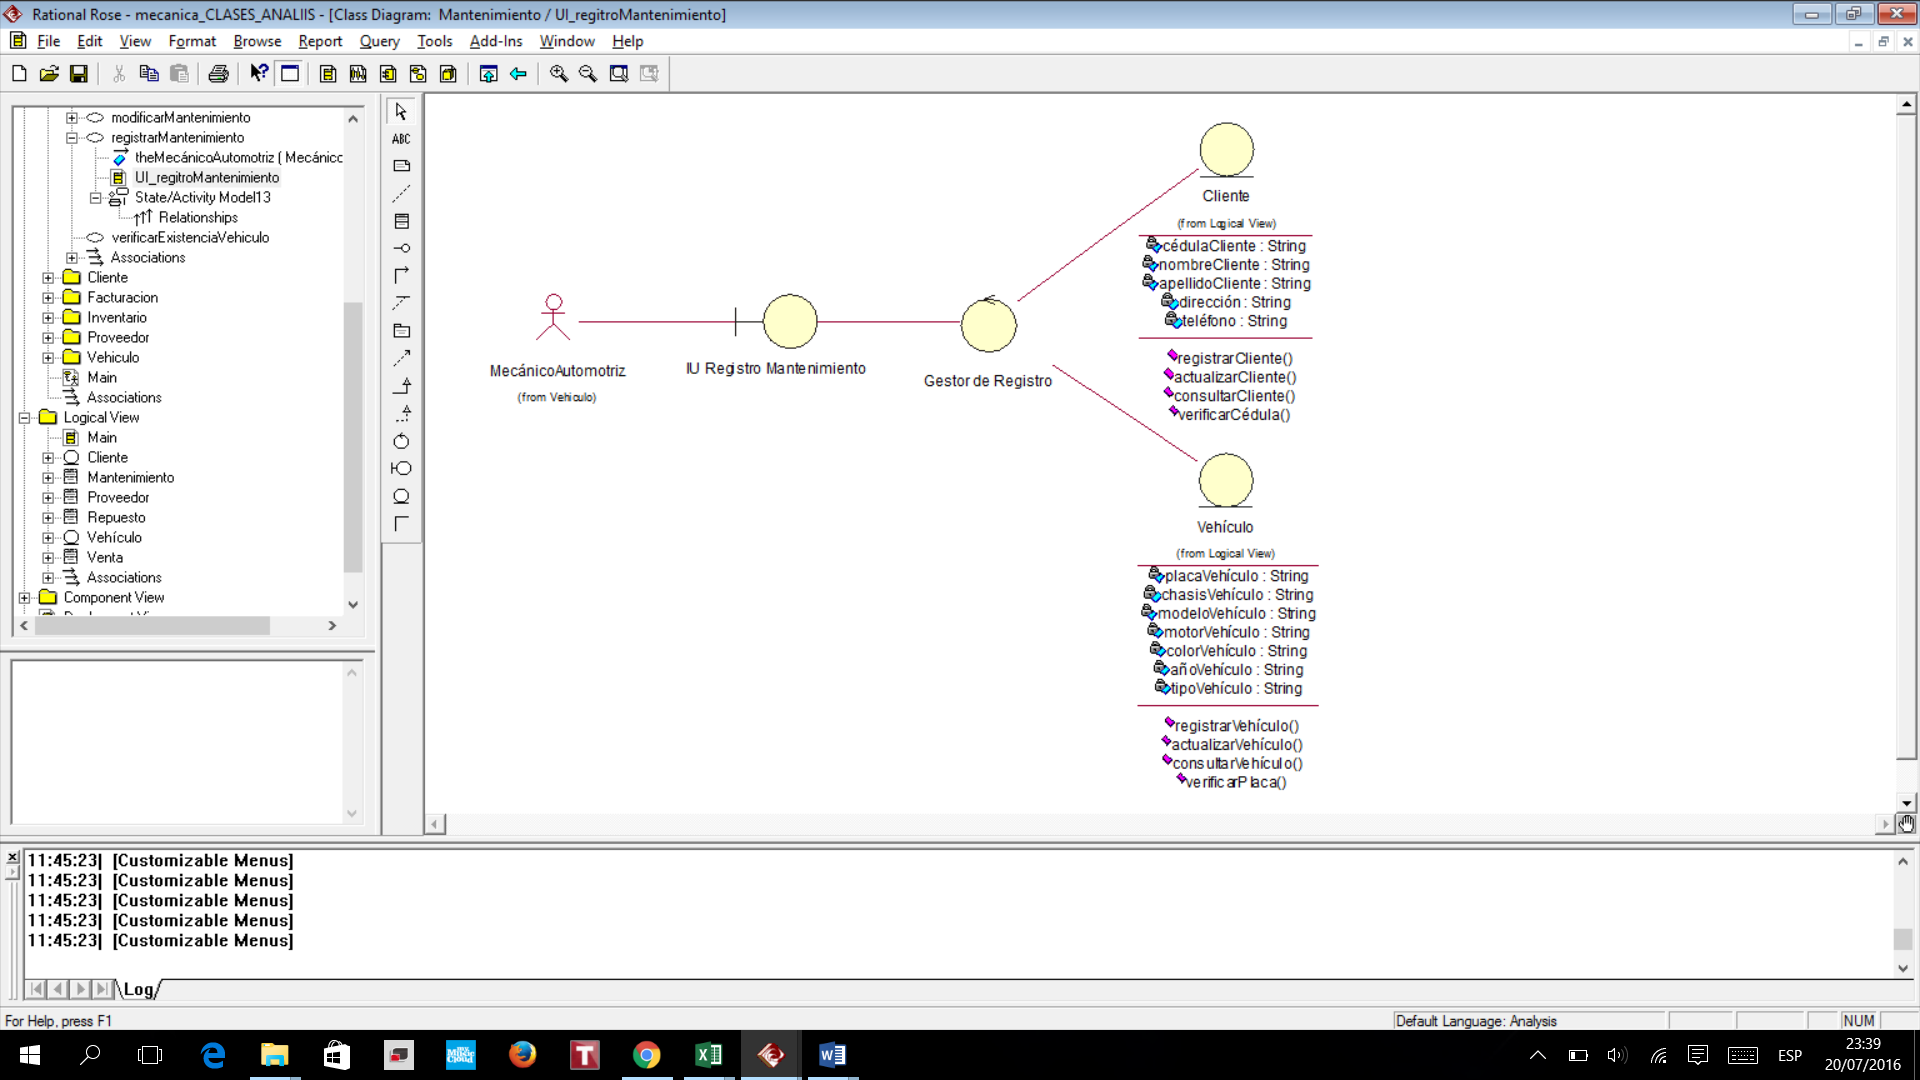 Rational Rose - mecanica_CLASES_ANALIIS - [Class Diagram: Mantenimiento / UI_regitroMantenimiento]
File Edit View Format Browse Report Query Tools Add-Ins Window Help
modificarMantenimiento
registrarMantenimiento
theMecánicoAutomotriz ( Mecánicc
UI_regitroMantenimiento
State/Activity Model13
Relationships
verificarExistenciaVehiculo
Associations
Cliente
Facturacion
Inventario
Proveedor
Vehiculo
Main
Associations
Logical View
Main
Cliente
Mantenimiento
Proveedor
Repuesto
Vehículo
Venta
Associations
Component View
ABC
MecánicoAutomotriz
(from Vehiculo)
IU Registro Mantenimiento
Gestor de Registro
Cliente
(from Logical View)
cédulaCliente : String
nombreCliente : String
apellidoCliente : String
dirección : String
teléfono : String
registrarCliente()
actualizarCliente()
consultarCliente()
verificarCédula()
Vehículo
(from Logical View)
placaVehículo : String
chasisVehículo : String
modeloVehículo : String
motorVehículo : String
colorVehículo : String
añoVehículo : String
tipoVehículo : String
registrarVehículo()
actualizarVehículo()
consultarVehículo()
verificarPlaca()
11:45:23| [Customizable Menus]
11:45:23| [Customizable Menus]
11:45:23| [Customizable Menus]
11:45:23| [Customizable Menus]
11:45:23| [Customizable Menus]
Log
For Help, press F1
Default Language: Analysis
NUM
ESP
23:39
20/07/2016